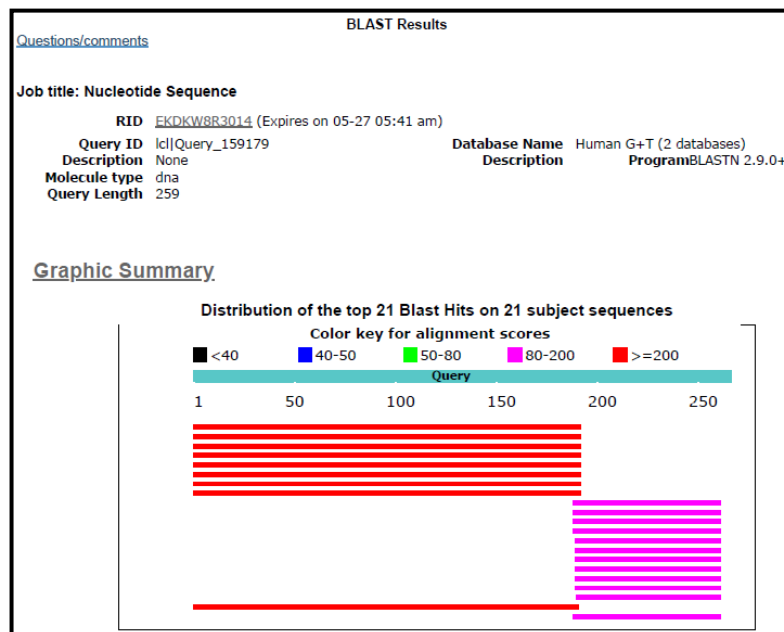 BLAST Results
Questions/comments
Job title: Nucleotide Sequence
RID EKDKW8R3014 (Expires on 05-27 05:41 am)
Query ID lcl|Query_159179 Database Name Human G+T (2 databases)
Description None Description ProgramBLASTN 2.9.0+
Molecule type dna
Query Length 259
Graphic Summary
Distribution of the top 21 Blast Hits on 21 subject sequences
Color key for alignment scores
<40 40-50 50-80 80-200 >=200
Query
1 50 100 150 200 250